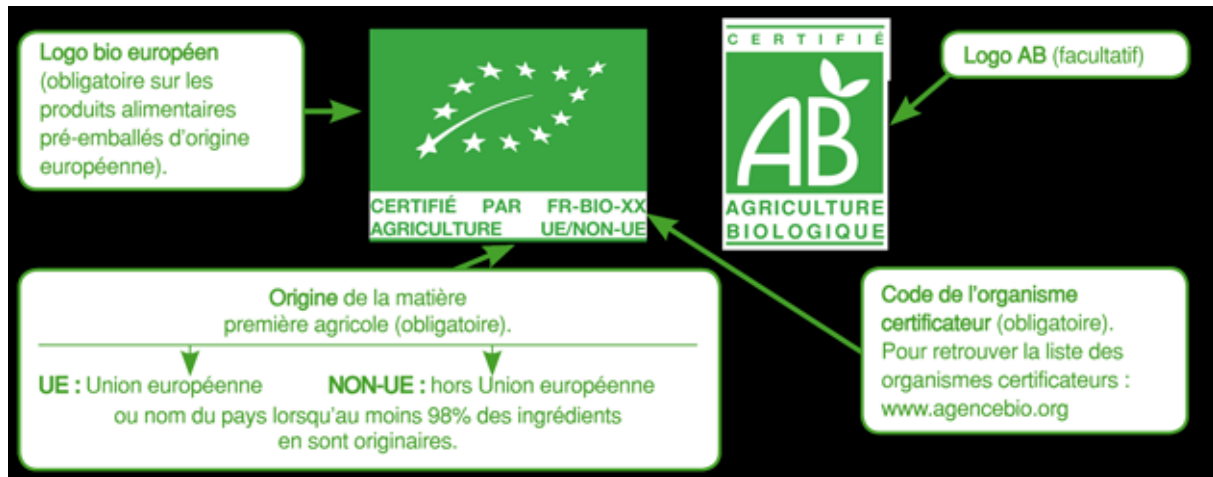 Logo bio européen
(obligatoire sur les
produits alimentaires
pré-emballés d'origine
européenne).
CERTIFIÉ PAR FR-BIO-XX
AGRICULTURE UE/NON-UE
CERTIFIÉ
AB
AGRICULTURE
BIOLOGIQUE
Logo AB (facultatif)
Origine de la matière
première agricole (obligatoire).
UE : Union européenne NON-UE : hors Union européenne
ou nom du pays lorsqu'au moins 98% des ingrédients
en sont originaires.
Code de l'organisme
certificateur (obligatoire).
Pour retrouver la liste des
organismes certificateurs :
www.agencebio.org